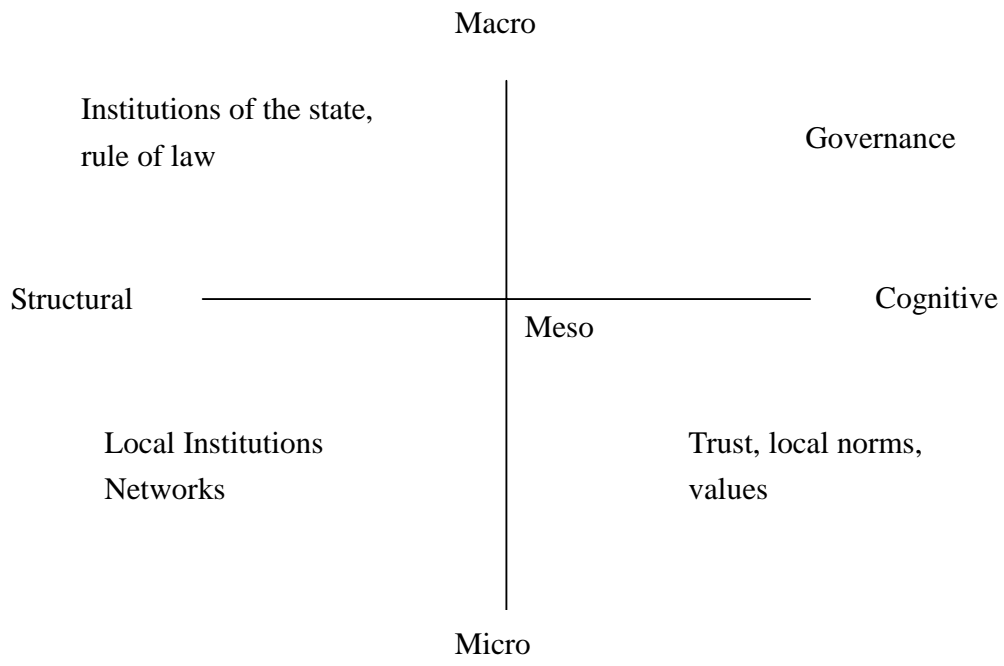 Macro
Institutions of the state,
rule of law
Governance
Structural
Cognitive
Meso
Local Institutions
Networks
Trust, local norms,
values
Micro